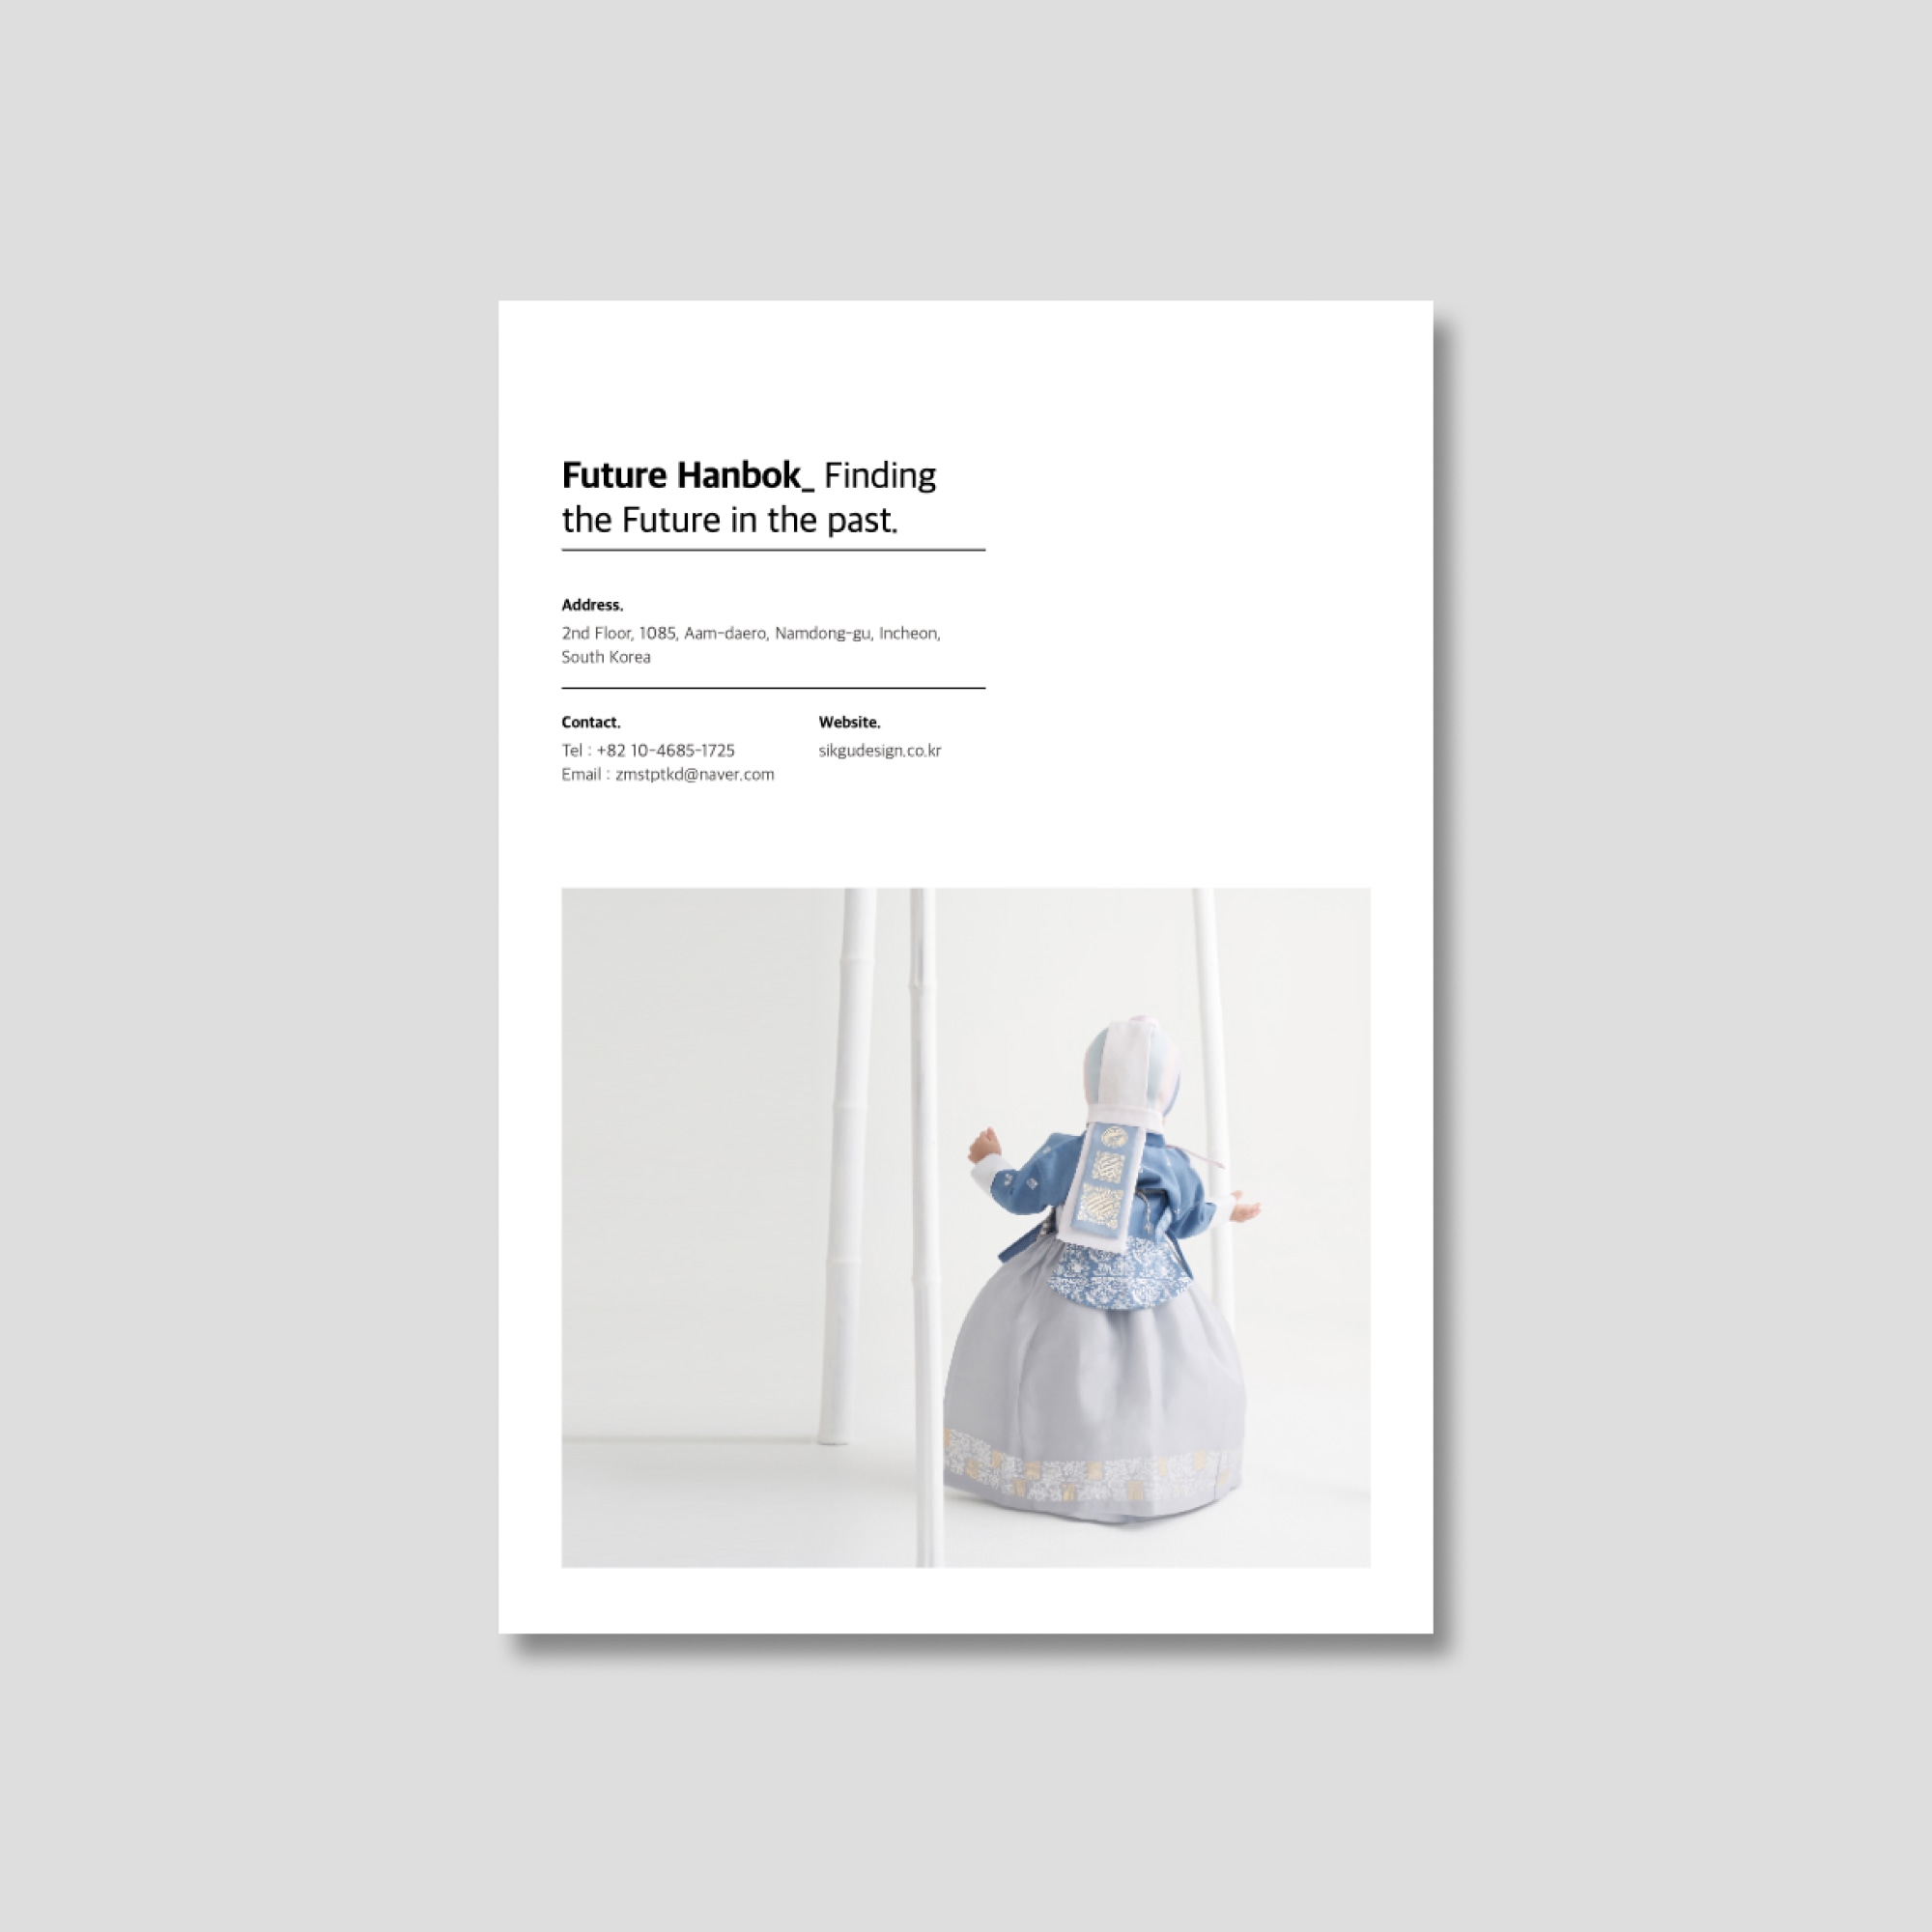 Future Hanbok_ Finding
the Future in the past.
Address.
2nd Floor, 1085, Aam-daero, Namdong-gu, Incheon,
South Korea
Contact.
Tel : +82 10-4685-1725
Email : zmstptkd@naver.com
Website.
sikgudesign.co.kr